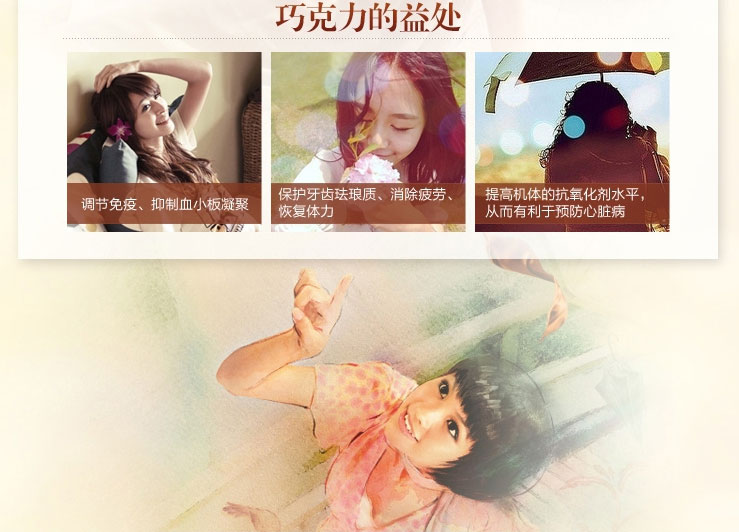 巧克力的益处
调节免疫、抑制血小板凝聚
保护牙齿珐琅质、消除疲劳、
恢复体力
提高机体的抗氧化剂水平，
从而有利于预防心脏病